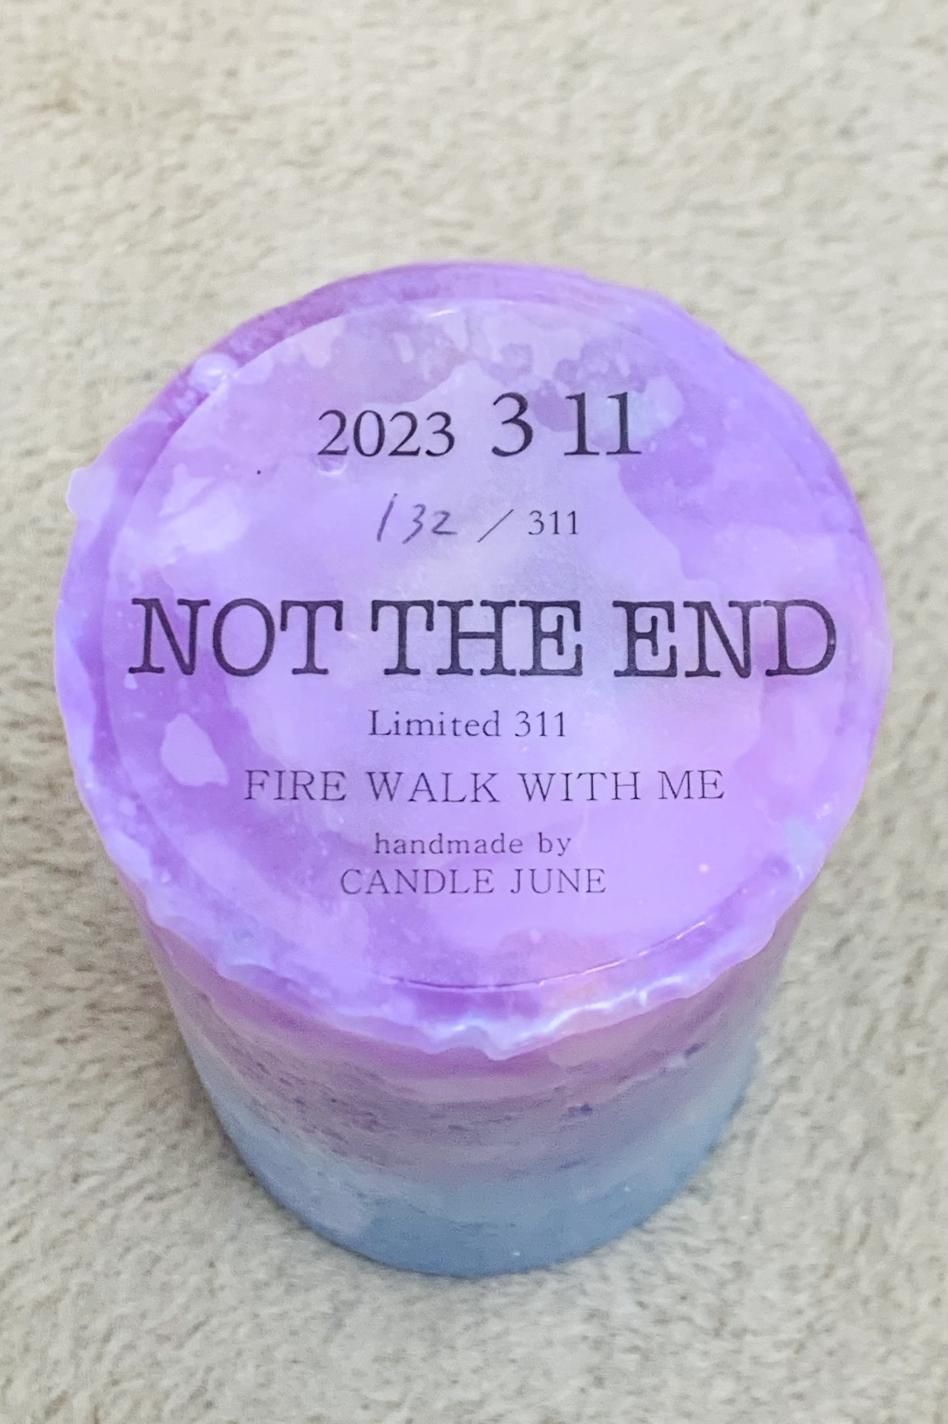 2023 3 11
132 / 311
NOT THE END
Limited 311
FIRE WALK WITH ME
handmade by
CANDLE JUNE